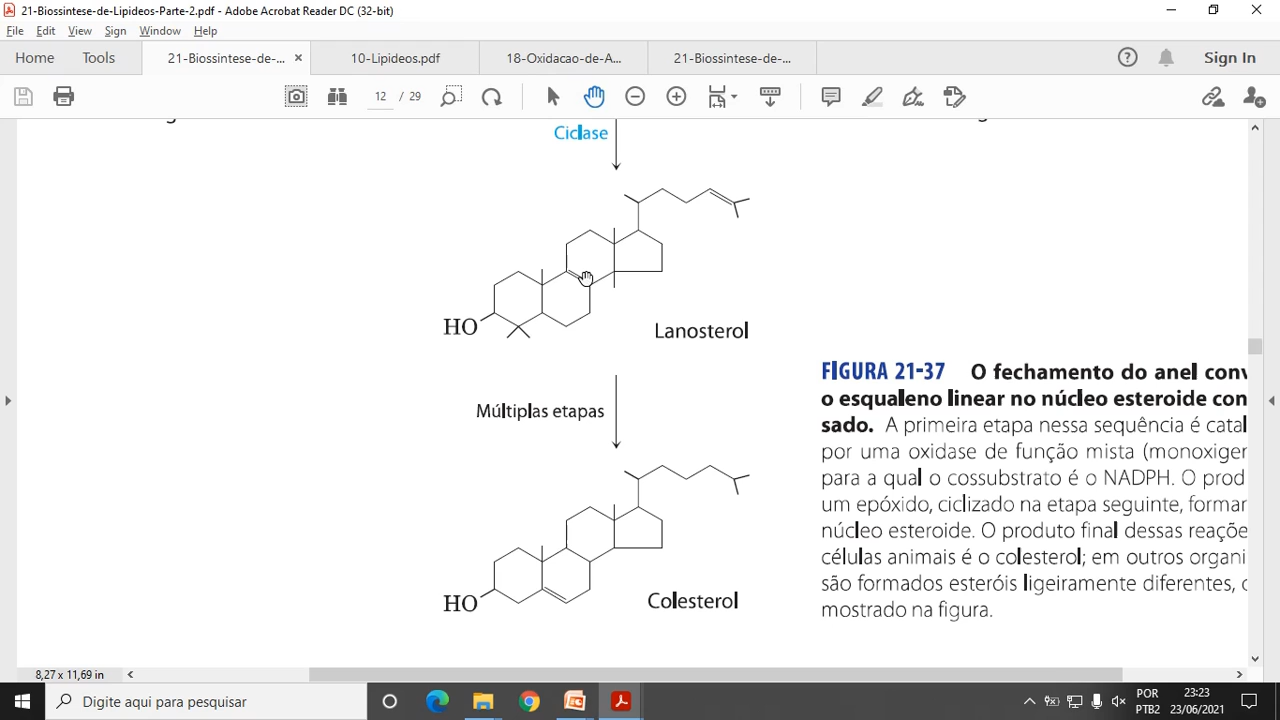 21-Biossintese-de-Lipideos-Parte-2.pdf - Adobe Acrobat Reader DC (32-bit)
File Edit View Sign Window Help
Home Tools 21-Biossintese-de-... × 10-Lipideos.pdf 18-Oxidacao-de-A... 21-Biossintese-de-... Sign In
12 / 29
Ciclase
HO
Lanosterol
Múltiplas etapas
HO
Colesterol
FIGURA 21-37 O fechamento do anel conv
o esqualeno linear no núcleo esteroide con
sado. A primeira etapa nessa sequência é catal
por uma oxidase de função mista (monoxiger
para a qual o cossubstrato é o NADPH. O prod
um epóxido, ciclizado na etapa seguinte, formar
núcleo esteroide. O produto final dessas reaçõe
células animais é o colesterol; em outros organi
são formados esteróis ligeiramente diferentes, c
mostrado na figura.
8,27 x 11,69 in
Digite aqui para pesquisar
POR
PTB2
23:23
23/06/2021